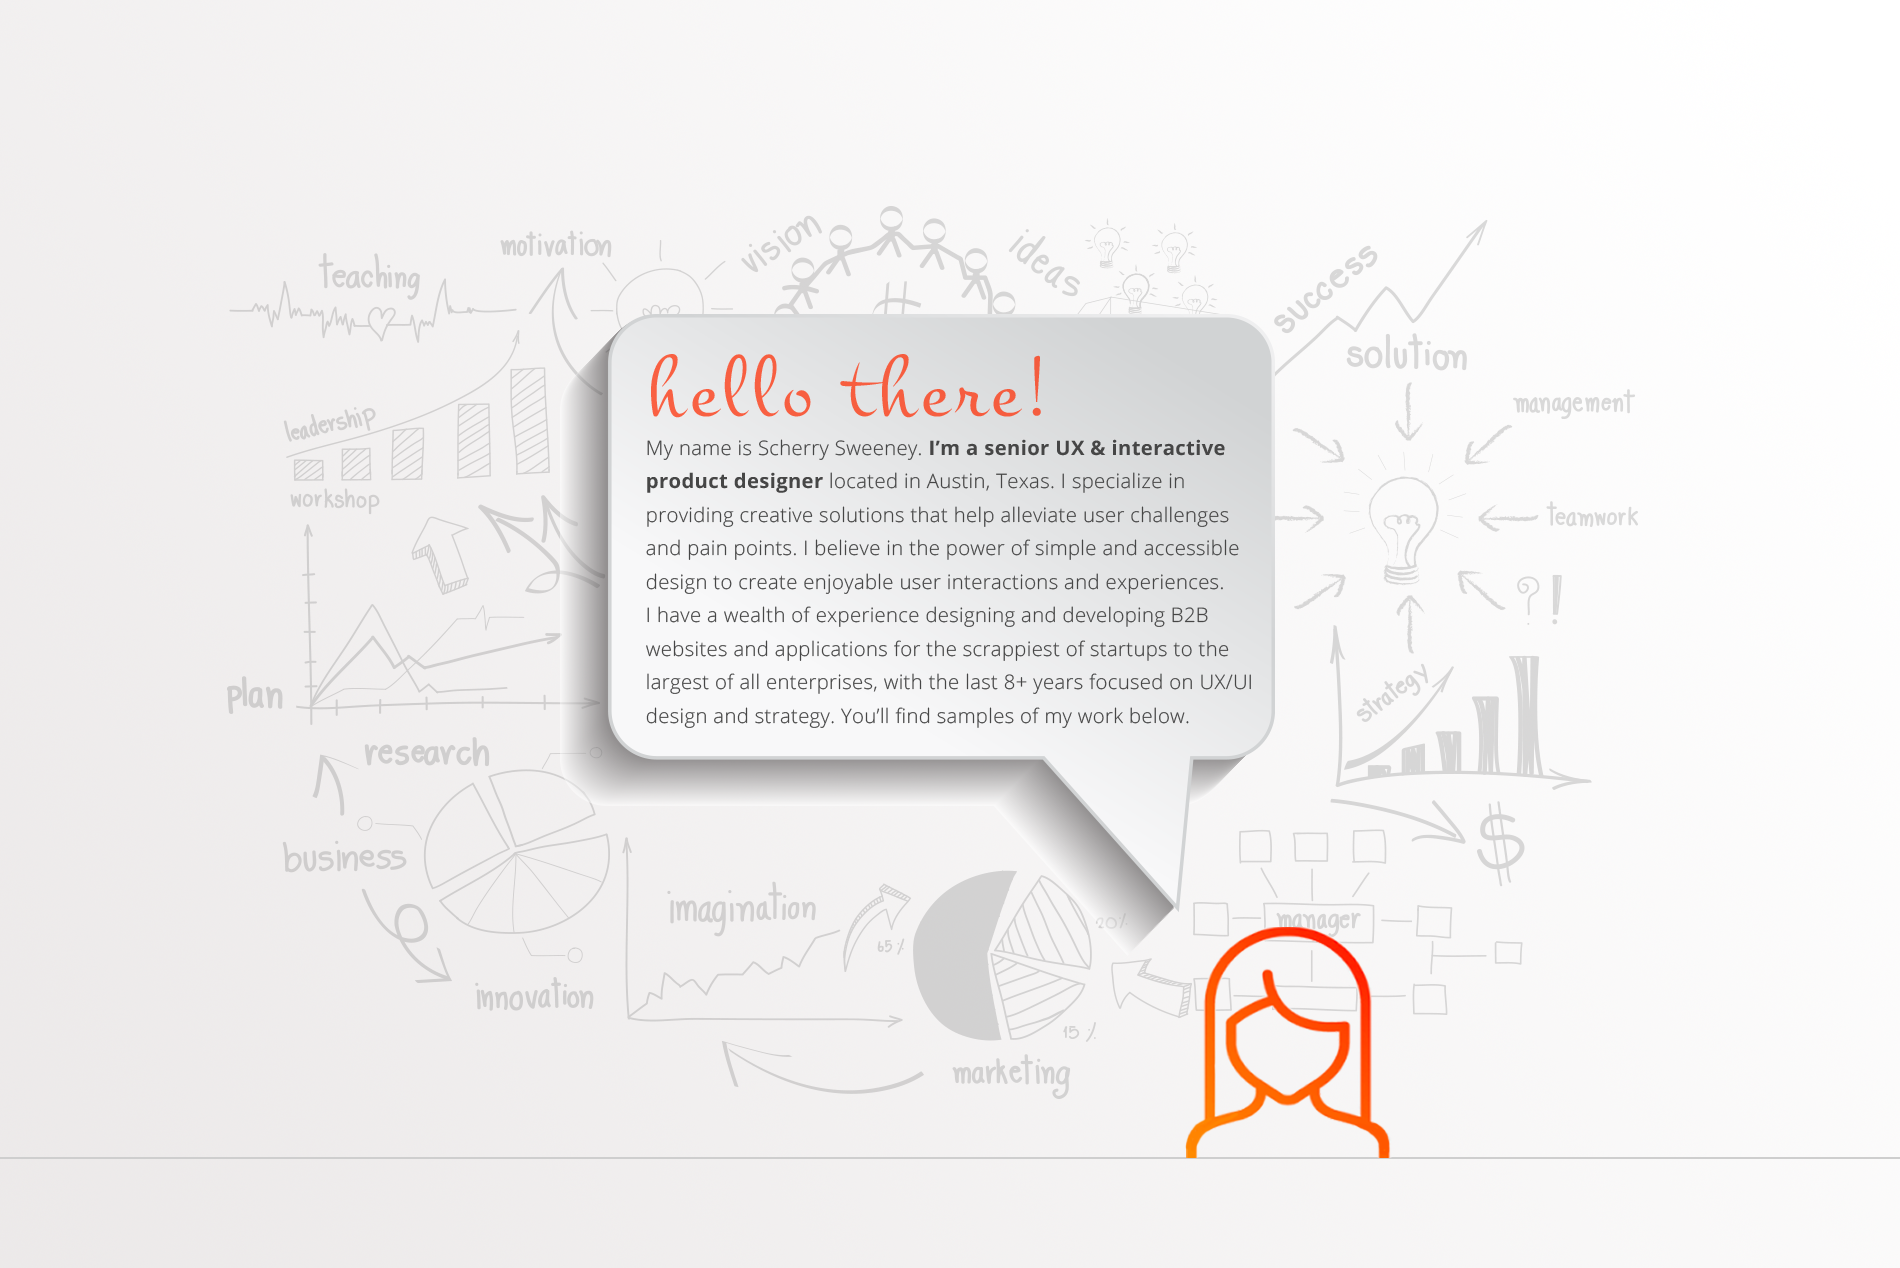 vision
ideas
motivation
teaching
success
solution
management
leadership
workshop
teamwork
? !
hello there!
My name is Scherry Sweeney. I’m a senior UX & interactive
product designer located in Austin, Texas. I specialize in
providing creative solutions that help alleviate user challenges
and pain points. I believe in the power of simple and accessible
design to create enjoyable user interactions and experiences.
I have a wealth of experience designing and developing B2B
websites and applications for the scrappiest of startups to the
largest of all enterprises, with the last 8+ years focused on UX/UI
design and strategy. You’ll find samples of my work below.
plan
strategy
research
$
business
imagination
65%
20%
manager
innovation
15%
marketing